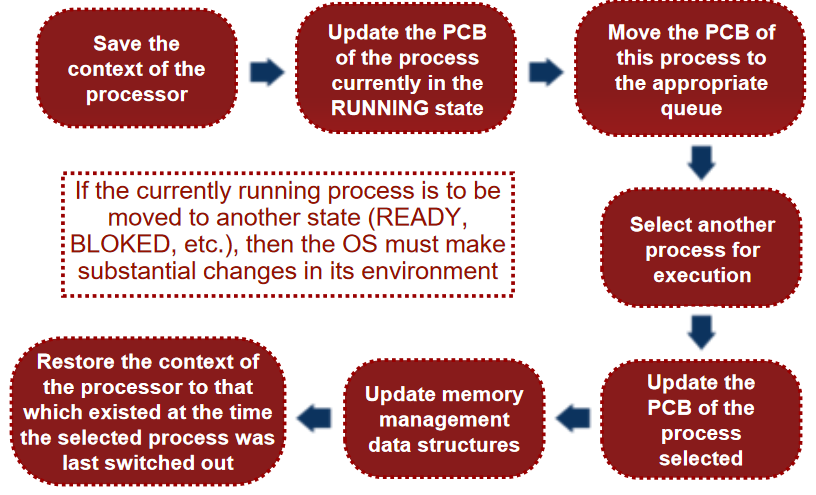 Save the
context of the
processor
Update the PCB
of the process
currently in the
RUNNING state
Move the PCB of
this process to
the appropriate
queue
If the currently running process is to be
moved to another state (READY,
BLOKED, etc.), then the OS must make
substantial changes in its environment
Select another
process for
execution
Update the
PCB of the
process
selected
Update memory
management
data structures
Restore the context of
the processor to that
which existed at the time
the selected process was
last switched out